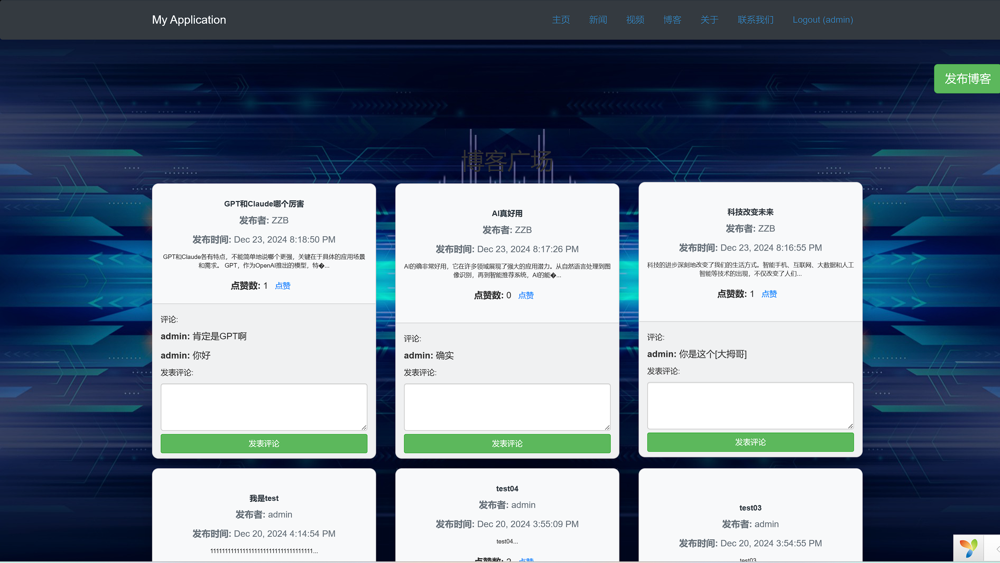 My Application
主页 新闻 视频 博客 关于 联系我们 Logout (admin)
发布博客
博客广场
GPT和Claude哪个厉害
发布者: ZZB
发布时间: Dec 23, 2024 8:18:50 PM
GPT和Claude各有特点，不能简单地说哪个更强，关键在于具体的应用场景
和需求。 GPT，作为OpenAI推出的模型，特�...
点赞数: 1 点赞
评论:
admin: 肯定是GPT啊
admin: 你好
发表评论:
发表评论
AI真好用
发布者: ZZB
发布时间: Dec 23, 2024 8:17:26 PM
AI的确非常好用，它在许多领域展现了强大的应用潜力。从自然语言处理到图
像识别，再到智能推荐系统，AI的能�...
点赞数: 0 点赞
评论:
admin: 确实
发表评论:
发表评论
科技改变未来
发布者: ZZB
发布时间: Dec 23, 2024 8:16:55 PM
科技的进步深刻地改变了我们的生活方式。智能手机、互联网、大数据和人工
智能等技术的出现，不仅改变了人们...
点赞数: 1 点赞
评论:
admin: 你是这个[大拇哥]
发表评论:
发表评论
我是test
发布者: admin
发布时间: Dec 20, 2024 4:14:54 PM
test04
发布者: admin
发布时间: Dec 20, 2024 3:55:09 PM
test04...
点赞数: 2 点赞
test03
发布者: admin
发布时间: Dec 20, 2024 3:54:55 PM
test03